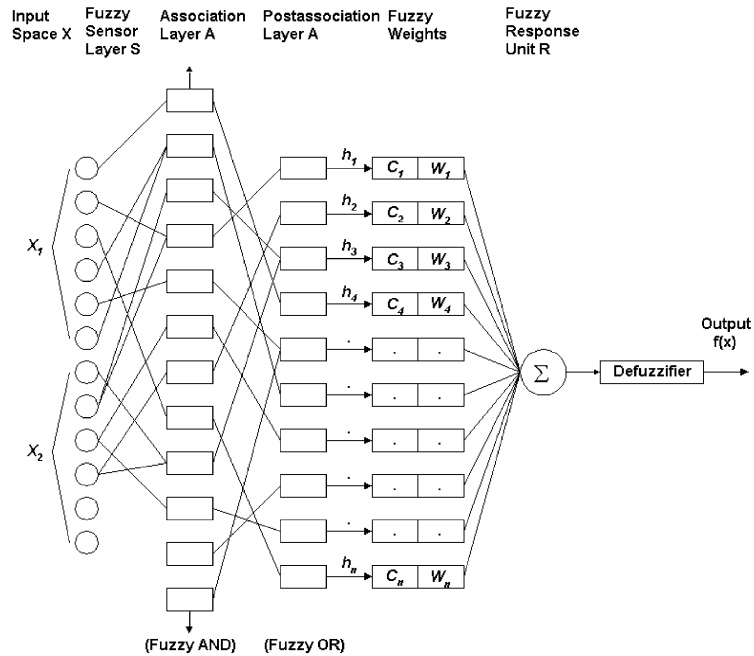 Input
Space X
Fuzzy
Sensor
Layer S
Association
Layer A
Postassociation
Layer A
Fuzzy
Weights
Fuzzy
Response
Unit R
X1
X2
h1
C1 W1
h2
C2 W2
h3
C3 W3
h4
C4 W4
. . .
. . .
. . .
. . .
. . .
hn
Cn Wn
Σ
Defuzzifier
Output
f(x)
(Fuzzy AND)
(Fuzzy OR)